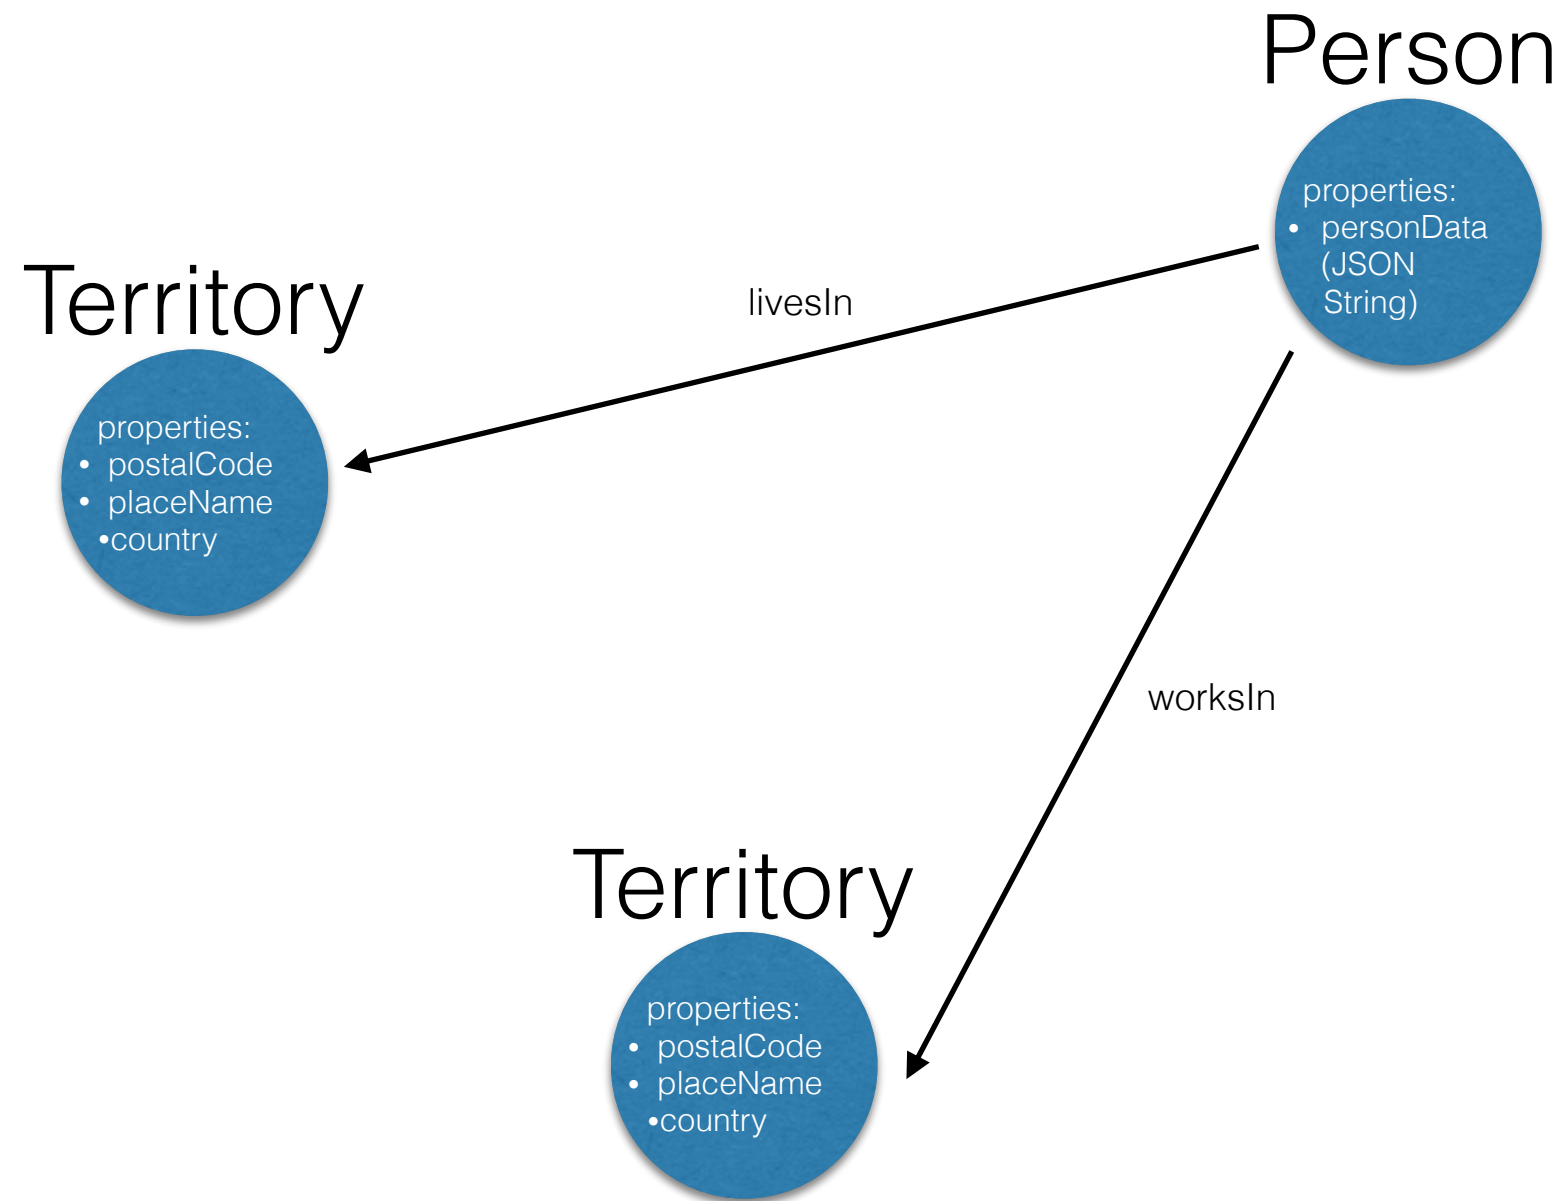 Person
properties:
• personData
(JSON
String)
livesIn
Territory
properties:
• postalCode
• placeName
•country
worksIn
Territory
properties:
• postalCode
• placeName
•country